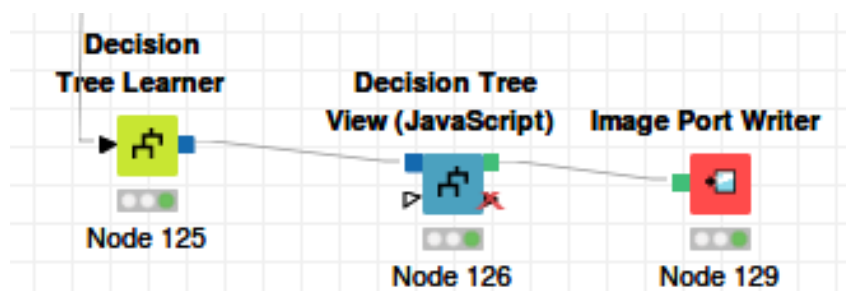 Decision
Tree Learner
Node 125
Decision Tree
View (JavaScript)
Node 126
Image Port Writer
Node 129